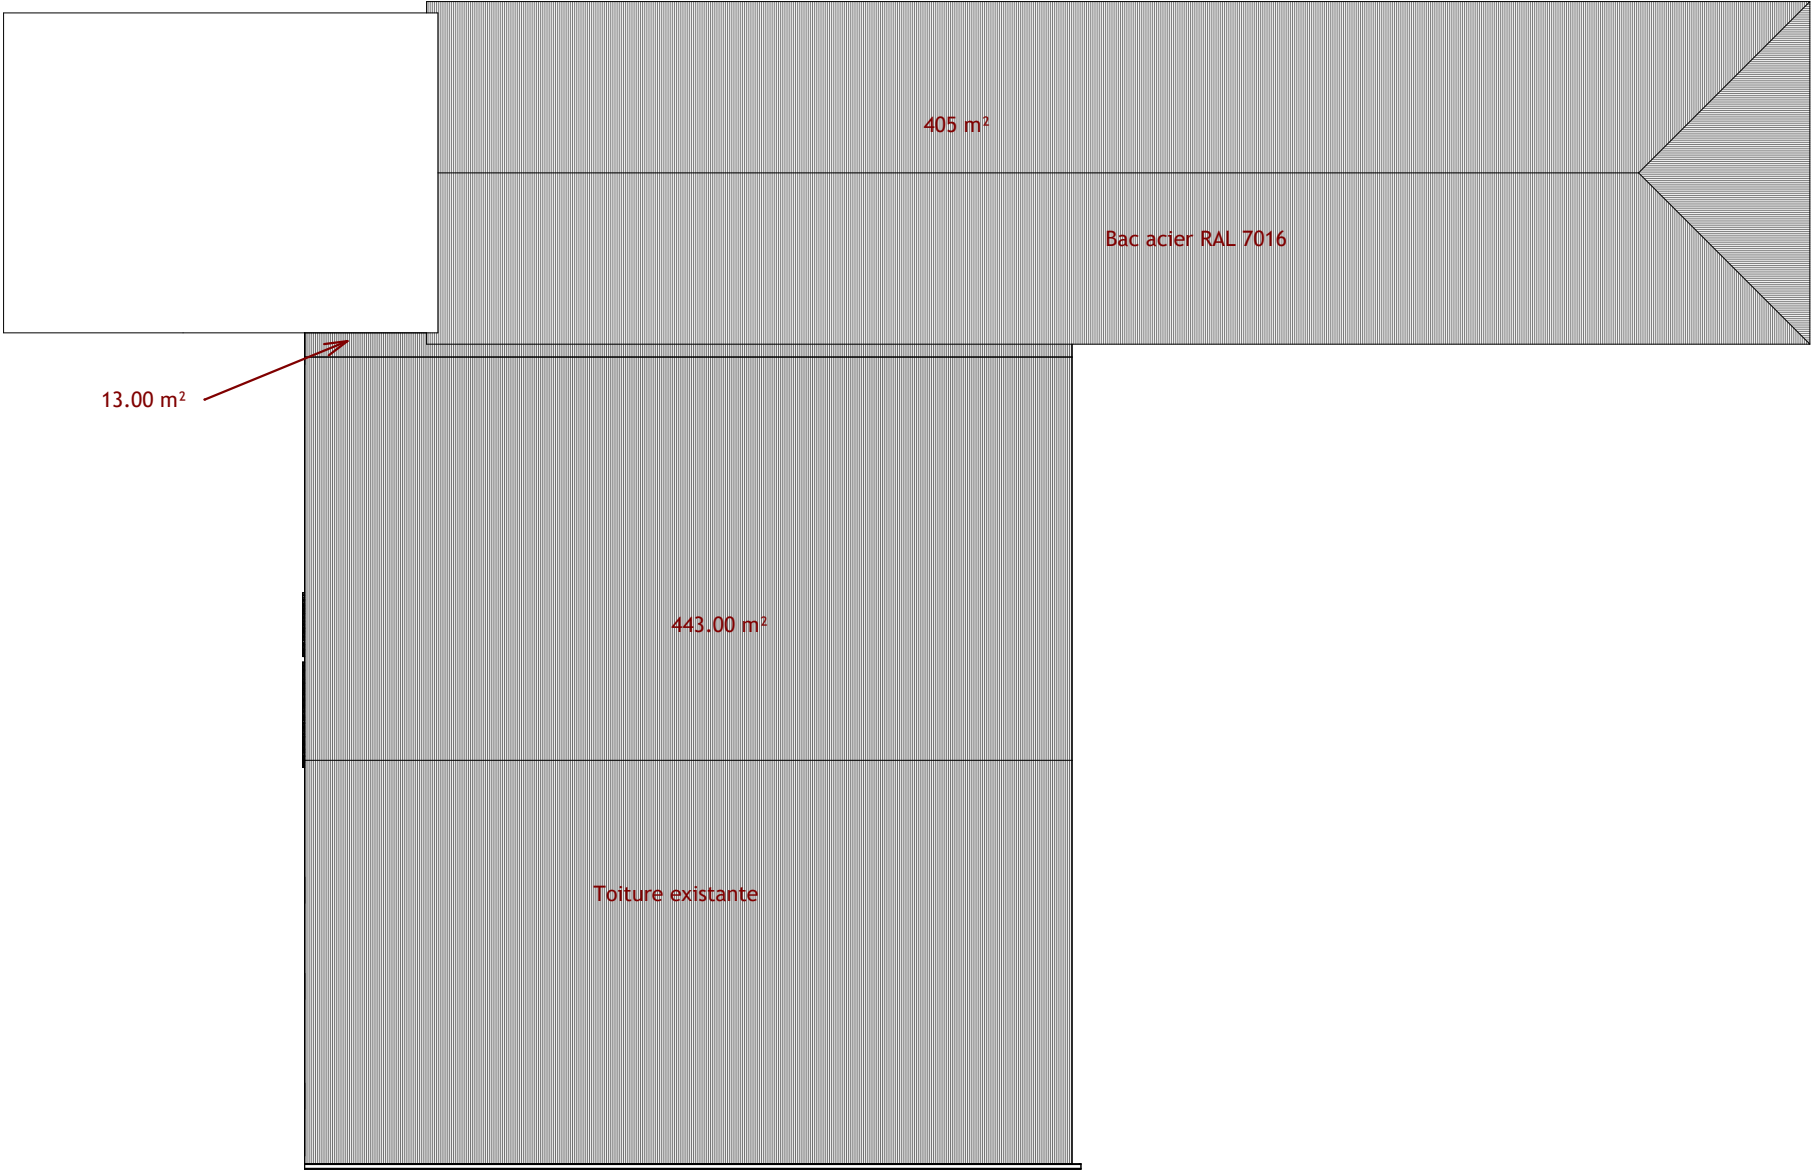 405 m²
Bac acier RAL 7016
13.00 m²
443.00 m²
Toiture existante